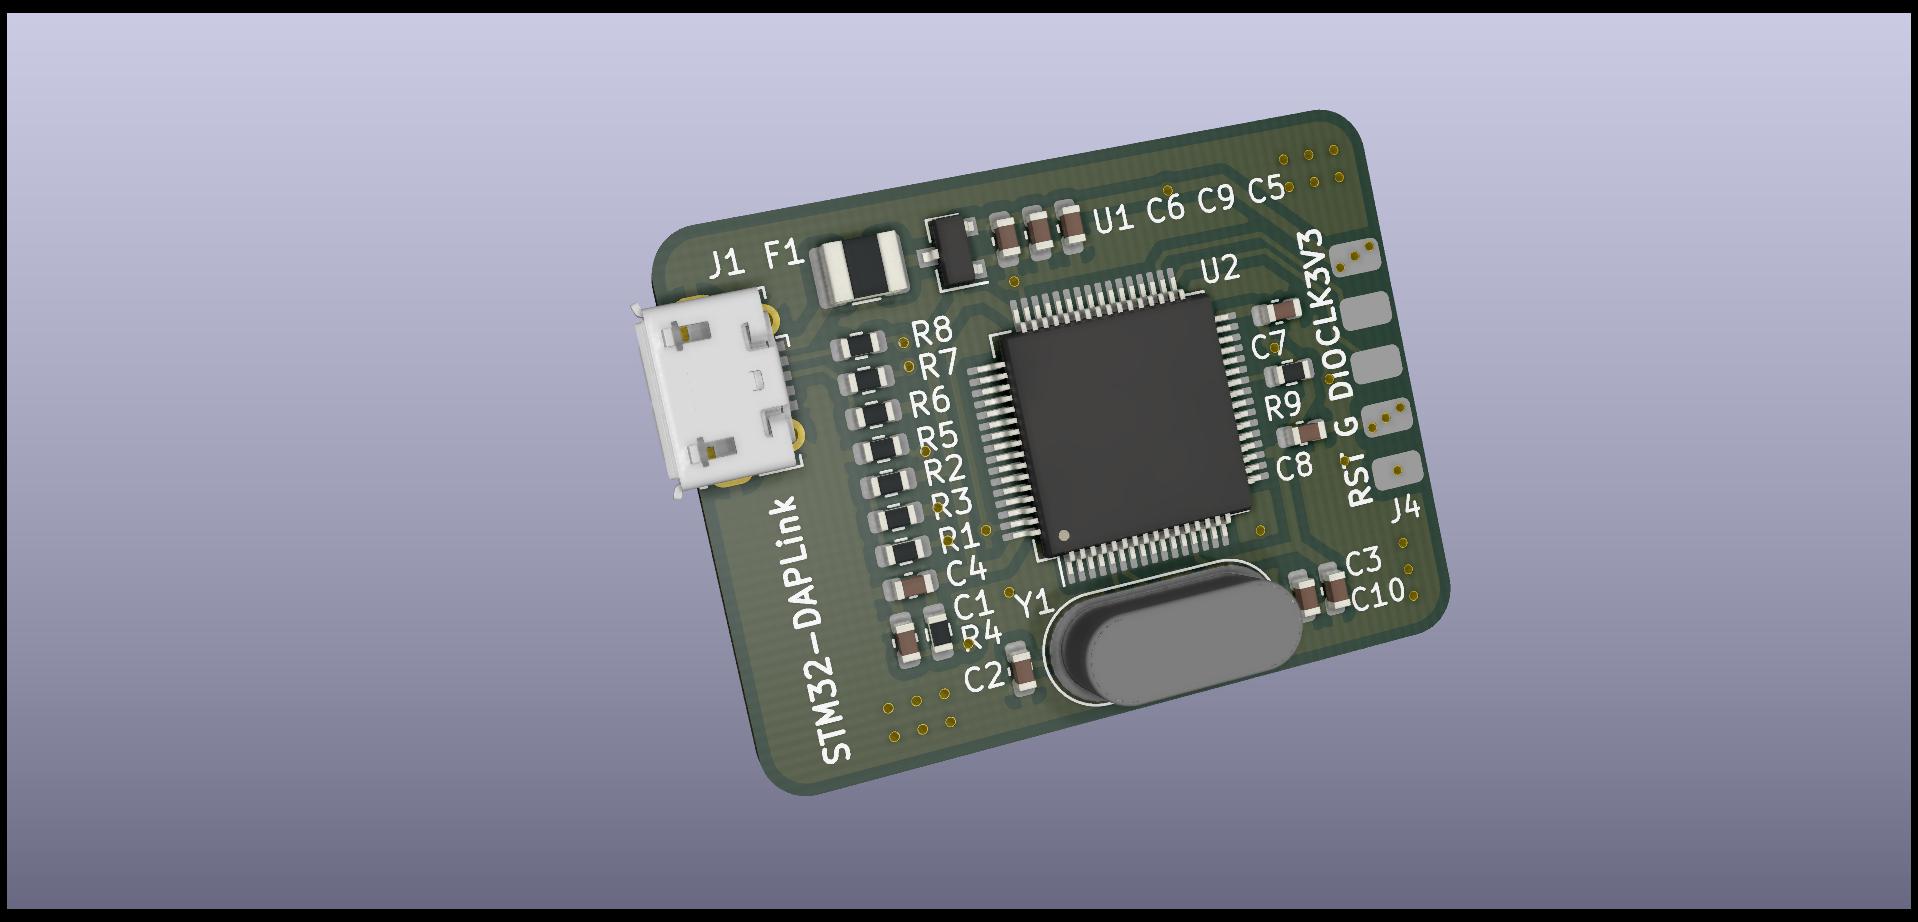 J1 F1
U1 C6 C9 C5
U2
R8
R7
R6
R5
R2
R3
R1
C4
C1
R4
C2
Y1
STM32-DAPLink
C7
R9
C8
3V3
CLK
DIO
G
RST
J4
C3
C10